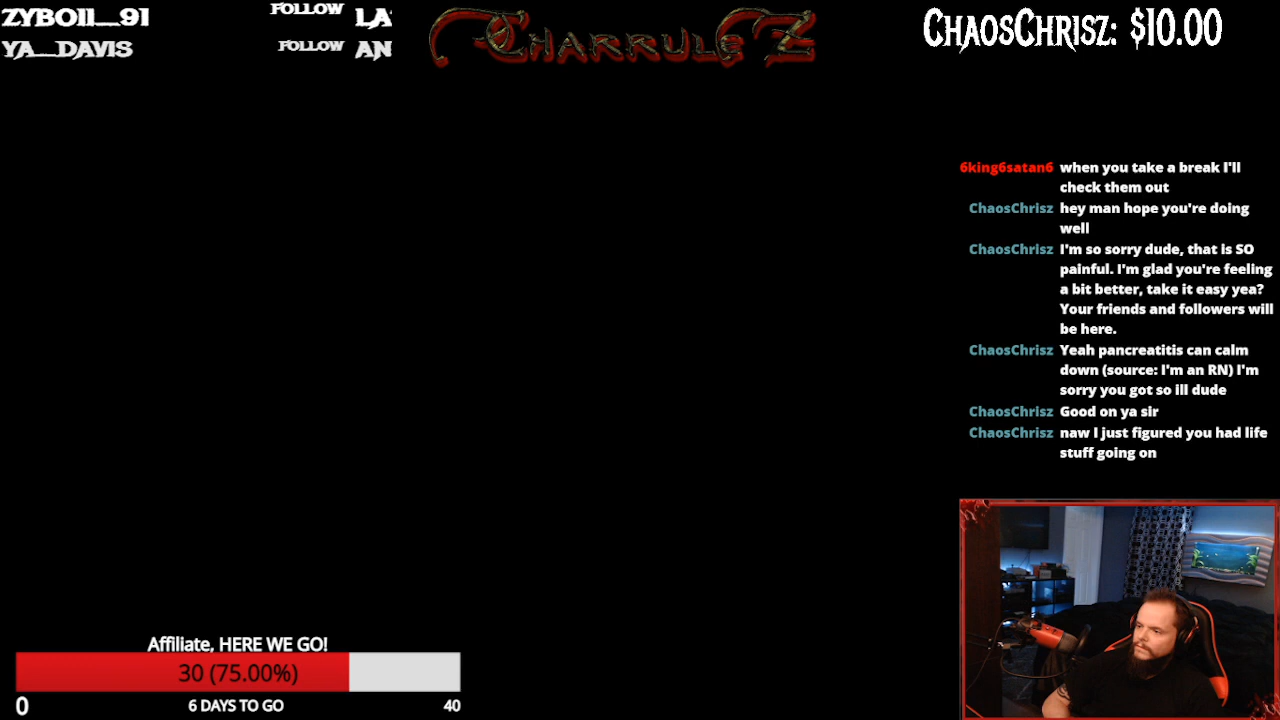 ZYBOII_91 FOLLOW LA
YA_DAVIS FOLLOW AN
CHARRULEZ
CHAOSCHRISZ: $10.00
6king6satan6 when you take a break I'll
check them out
ChaosChrisz hey man hope you're doing
well
ChaosChrisz I'm so sorry dude, that is SO
painful. I'm glad you're feeling
a bit better, take it easy yea?
Your friends and followers will
be here.
ChaosChrisz Yeah pancreatitis can calm
down (source: I'm an RN) I'm
sorry you got so ill dude
ChaosChrisz Good on ya sir
ChaosChrisz naw I just figured you had life
stuff going on
Affiliate, HERE WE GO!
30 (75.00%)
0 6 DAYS TO GO 40